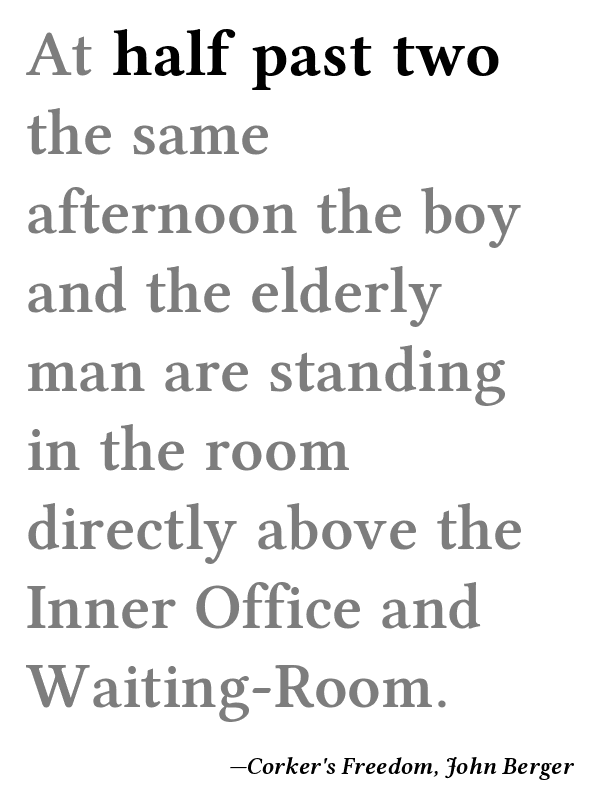 At half past two
the same
afternoon the boy
and the elderly
man are standing
in the room
directly above the
Inner Office and
Waiting-Room.
—Corker's Freedom, John Berger